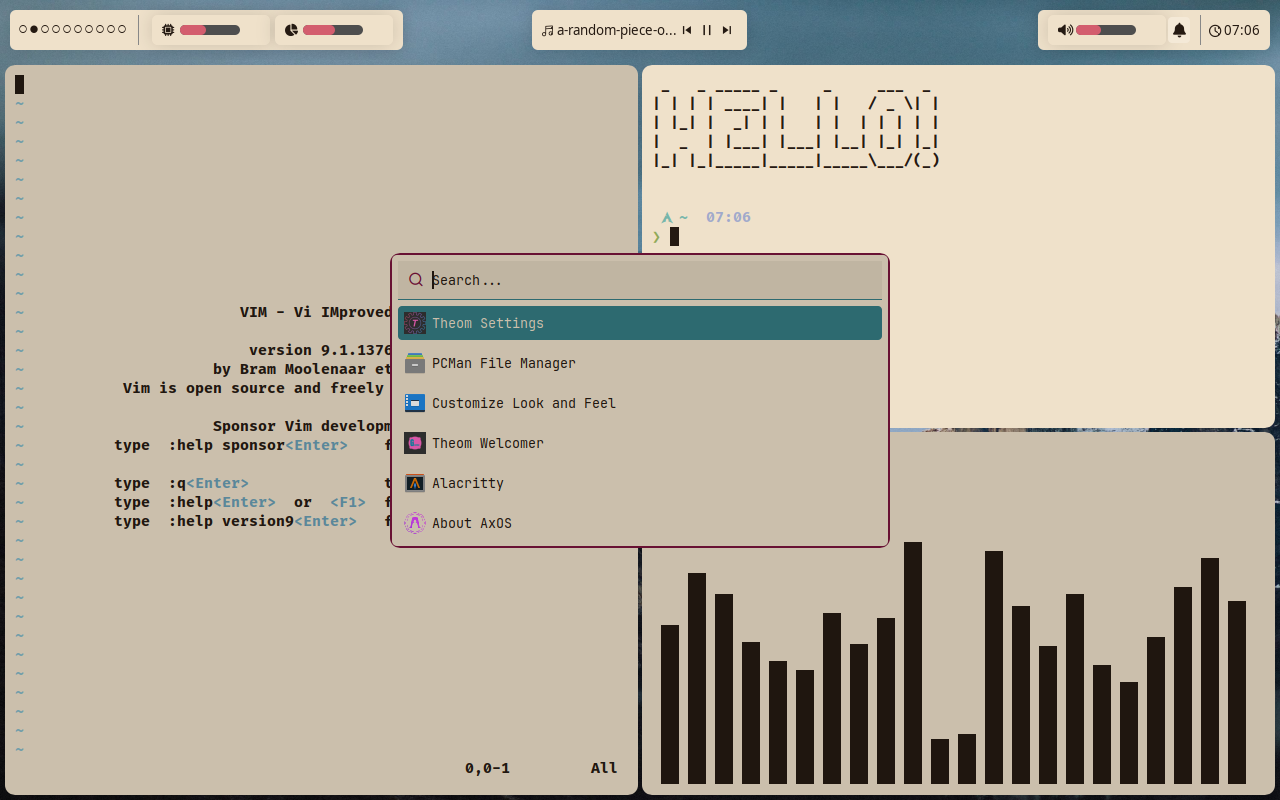 a-random-piece-o...
07:06
~ 07:06
❯
VIM - Vi IMproved
version 9.1.1376
by Bram Moolenaar et
Vim is open source and freely
Sponsor Vim developm
type :help sponsor<Enter> f
type :q<Enter> t
type :help<Enter> or <F1> f
type :help version9<Enter> f
0,0-1 All
Search...
Theom Settings
PCMan File Manager
Customize Look and Feel
Theom Welcomer
Alacritty
About AxOS
HELLO!